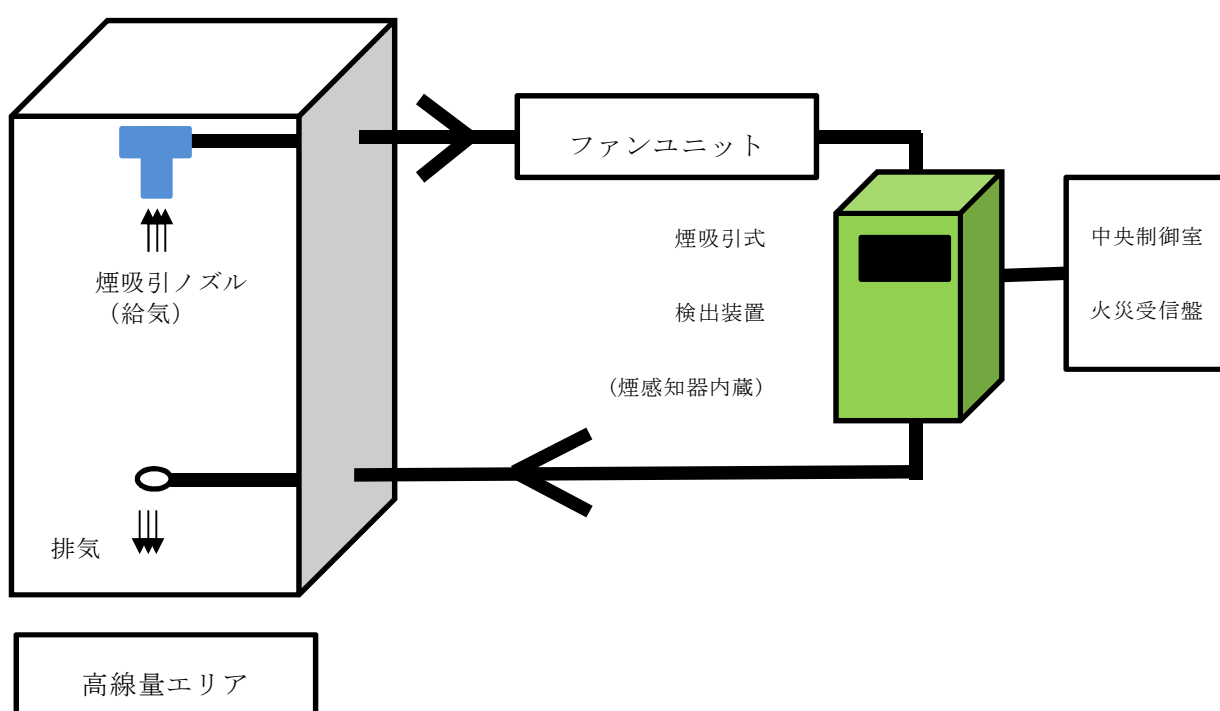 ファンユニット
煙吸引式
検出装置
(煙感知器内蔵)
中央制御室
火災受信盤
煙吸引ノズル
(給気)
排気
高線量エリア